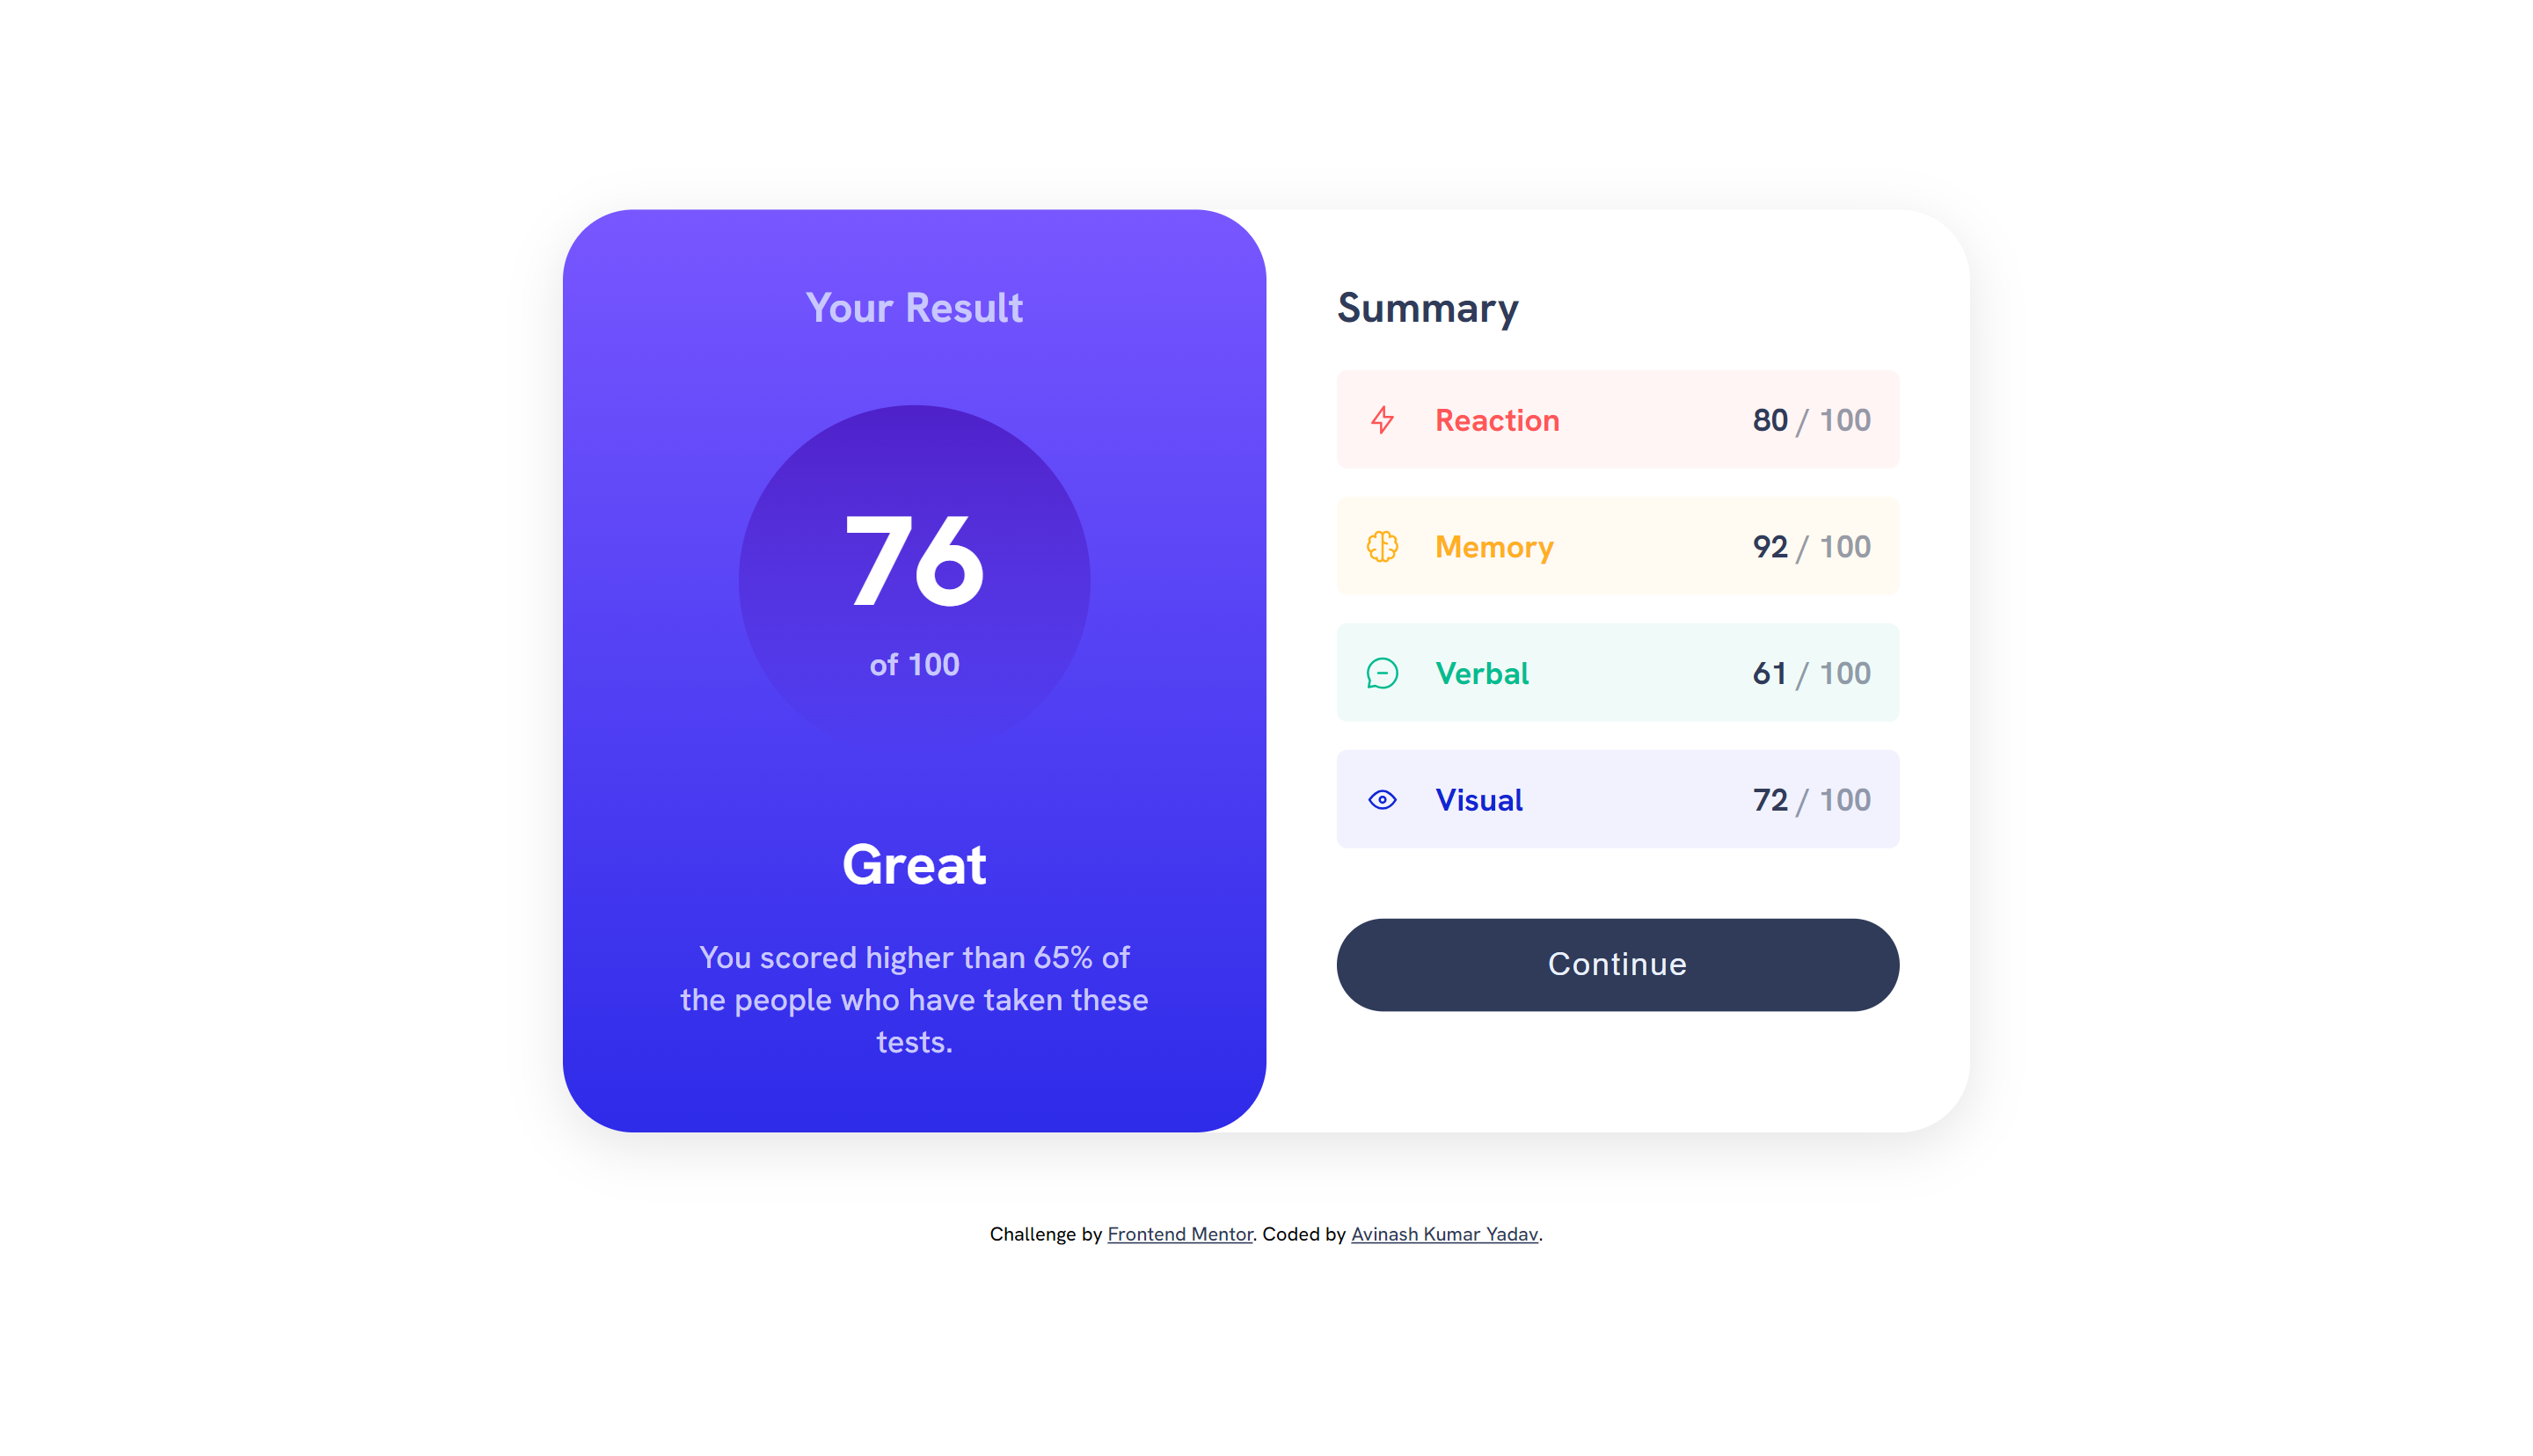 Your Result
76
of 100
Great
You scored higher than 65% of
the people who have taken these
tests.
Summary
Reaction 80 / 100
Memory 92 / 100
Verbal 61 / 100
Visual 72 / 100
Continue
Challenge by Frontend Mentor. Coded by Avinash Kumar Yadav.